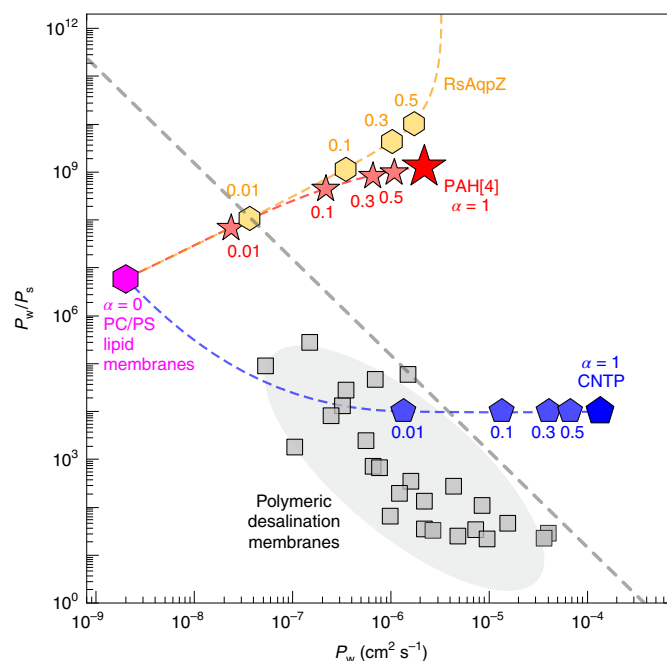 10¹²
10⁹
10⁶
10³
10⁰
P_w/P_s
RsAqpZ
0.5
0.3
0.1
0.01
PAH[4]
α = 1
0.01
0.1
0.3
0.5
α = 0
PC/PS
lipid
membranes
α = 1
CNTP
0.01
0.1
0.3
0.5
Polymeric
desalination
membranes
10⁻⁹
10⁻⁸
10⁻⁷
10⁻⁶
10⁻⁵
10⁻⁴
P_w (cm² s⁻¹)